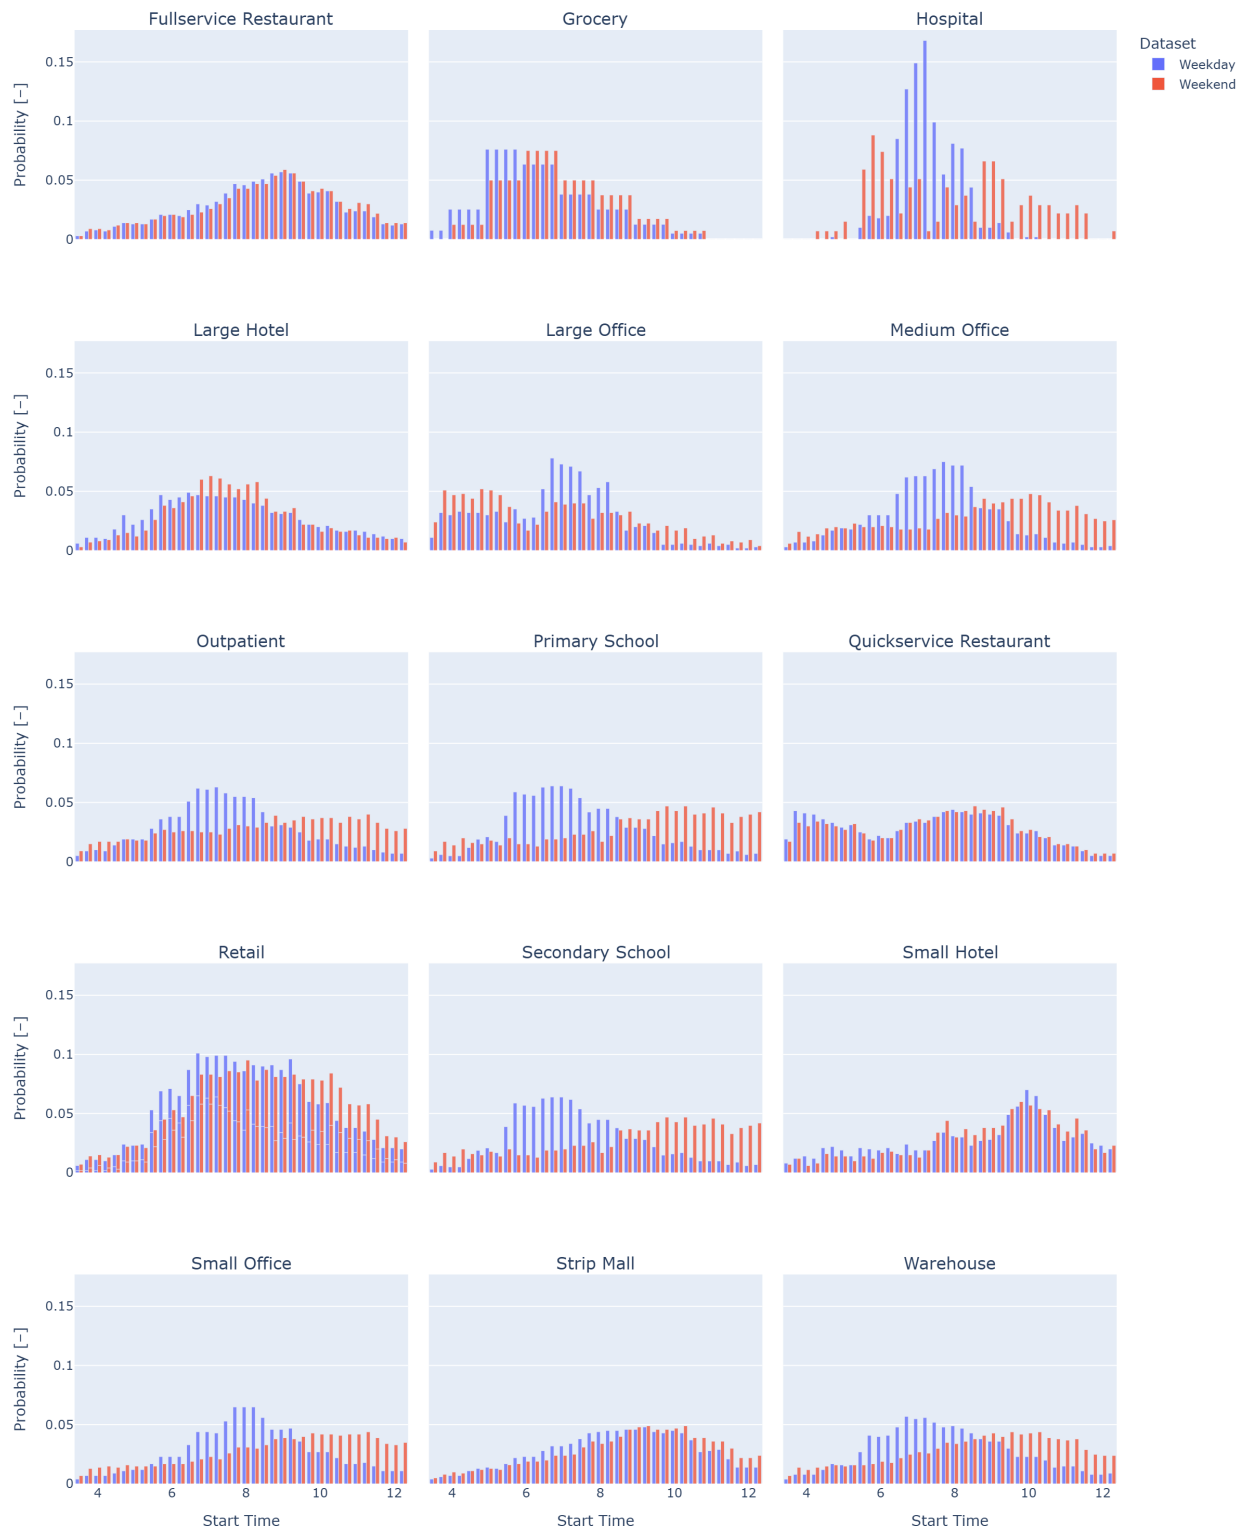 Fullservice Restaurant
Grocery
Hospital
Dataset
Weekday
Weekend
Probability [−]
0.15
0.1
0.05
0
Large Hotel
Large Office
Medium Office
Probability [−]
0.15
0.1
0.05
0
Outpatient
Primary School
Quickservice Restaurant
Probability [−]
0.15
0.1
0.05
0
Retail
Secondary School
Small Hotel
Probability [−]
0.15
0.1
0.05
0
Small Office
Strip Mall
Warehouse
Probability [−]
0.15
0.1
0.05
0
4 6 8 10 12
4 6 8 10 12
4 6 8 10 12
Start Time
Start Time
Start Time